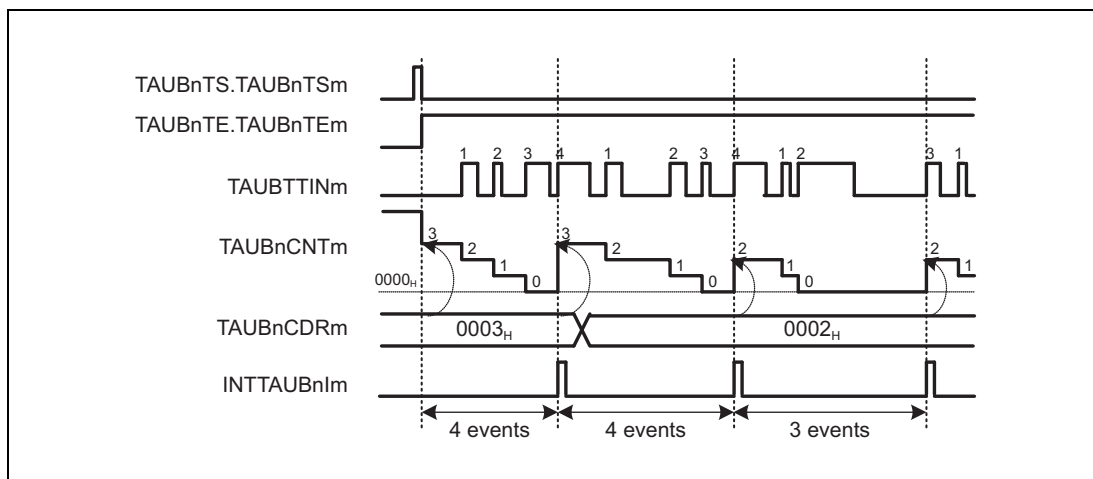 TAUBnTS.TAUBnTSm
TAUBnTE.TAUBnTEm
1 2 3 4 1 2 3 4 1 2 3 1
TAUBTTINm
3 2 1 0 3 2 1 0 2 1 0 2 1
TAUBnCNTm
0000H
TAUBnCDRm
0003H 0002H
INTTAUBnIm
4 events 4 events 3 events